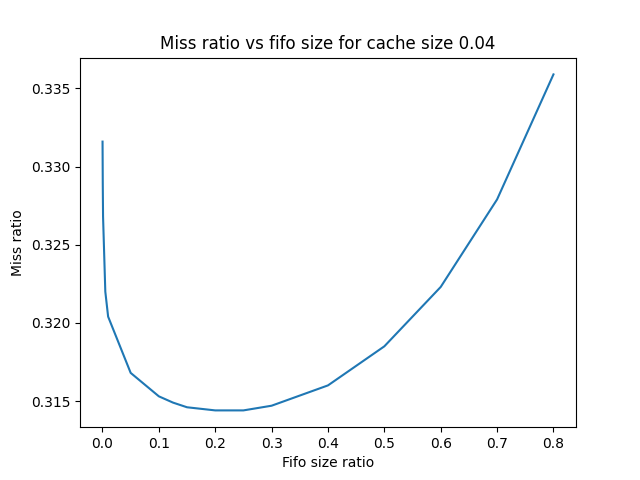 Miss ratio vs fifo size for cache size 0.04
0.335
0.330
0.325
0.320
0.315
Miss ratio
0.0 0.1 0.2 0.3 0.4 0.5 0.6 0.7 0.8
Fifo size ratio